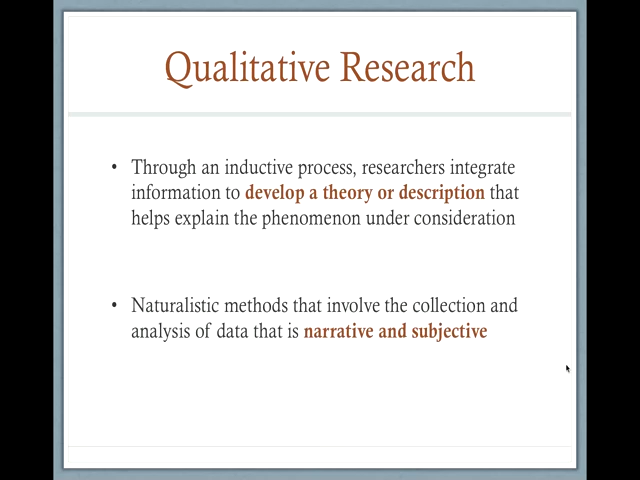 Qualitative Research
• Through an inductive process, researchers integrate
information to develop a theory or description that
helps explain the phenomenon under consideration
• Naturalistic methods that involve the collection and
analysis of data that is narrative and subjective